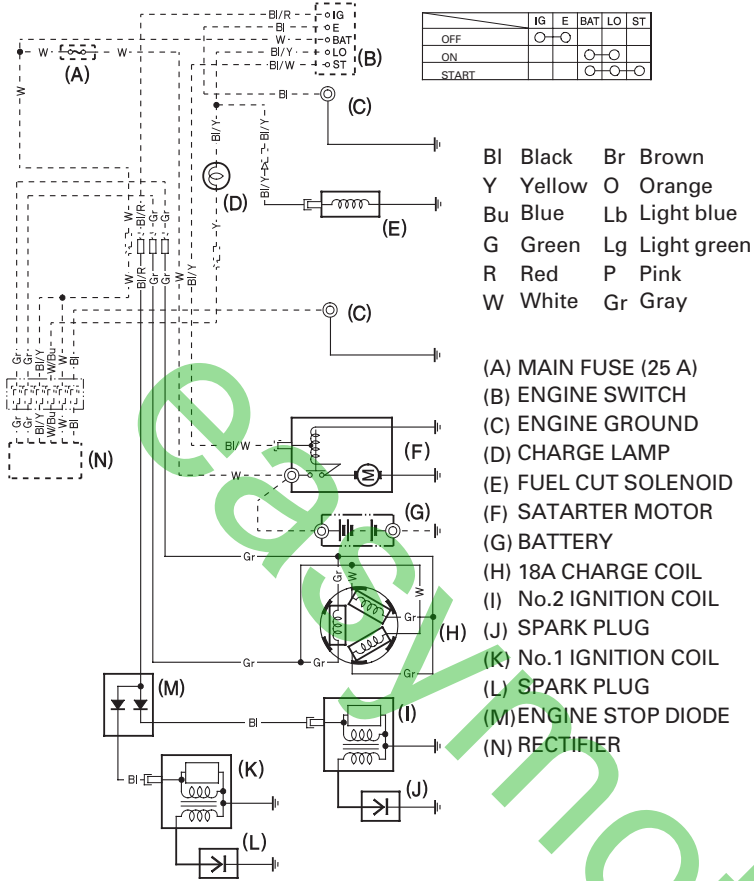 Bl/R IG
Bl E
W BAT
Bl/Y LO
Bl/W ST
(B)
IG E BAT LO ST
OFF
ON
START
W W W
(A)
W
Bl (C)
Bl/Y Bl/Y
Bl/Y
(D)
(E)
W Bl/R Gr Gr
Y
W Bl/R Gr Gr W Bl/Y
(C)
Gr Gr Bl/Y W/Bu W Bl
Gr Gr Bl/Y W/Bu W Bl
(N)
Bl/W
W
M
(F)
(G)
Gr
Gr W W
Gr
(H)
Gr Gr
Gr
(M)
Bl
(I)
(K)
Bl
(J)
(L)
Bl Black Br Brown
Y Yellow O Orange
Bu Blue Lb Light blue
G Green Lg Light green
R Red P Pink
W White Gr Gray
(A) MAIN FUSE (25 A)
(B) ENGINE SWITCH
(C) ENGINE GROUND
(D) CHARGE LAMP
(E) FUEL CUT SOLENOID
(F) SATARTER MOTOR
(G) BATTERY
(H) 18A CHARGE COIL
(I) No.2 IGNITION COIL
(J) SPARK PLUG
(K) No.1 IGNITION COIL
(L) SPARK PLUG
(M) ENGINE STOP DIODE
(N) RECTIFIER
easymo